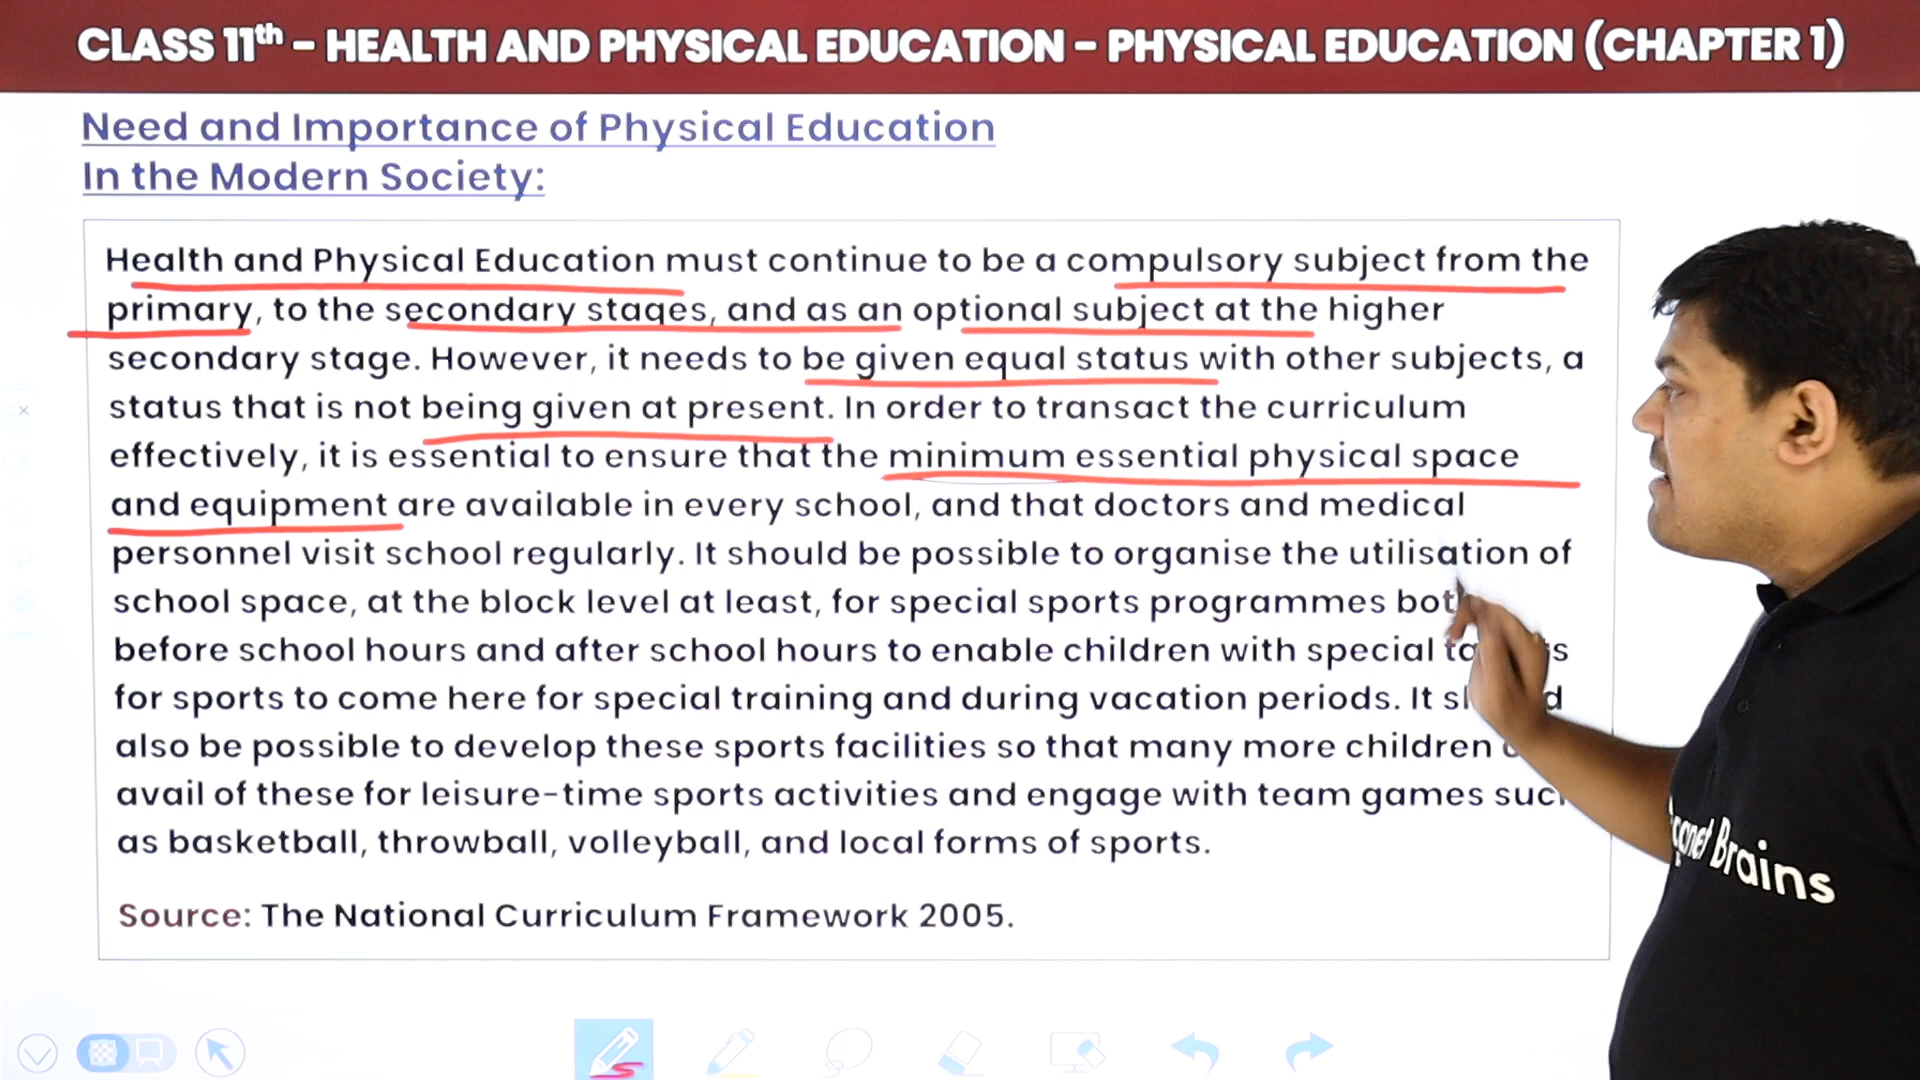 CLASS 11th - HEALTH AND PHYSICAL EDUCATION - PHYSICAL EDUCATION (CHAPTER 1)
Need and Importance of Physical Education
In the Modern Society:
Health and Physical Education must continue to be a compulsory subject from the
primary, to the secondary stages, and as an optional subject at the higher
secondary stage. However, it needs to be given equal status with other subjects, a
status that is not being given at present. In order to transact the curriculum
effectively, it is essential to ensure that the minimum essential physical space
and equipment are available in every school, and that doctors and medical
personnel visit school regularly. It should be possible to organise the utilisation of
school space, at the block level at least, for special sports programmes
before school hours and after school hours to enable children with special
for sports to come here for special training and during vacation periods. It
also be possible to develop these sports facilities so that many more children
avail of these for leisure-time sports activities and engage with team games such
as basketball, throwball, volleyball, and local forms of sports.
Source: The National Curriculum Framework 2005.
Brains